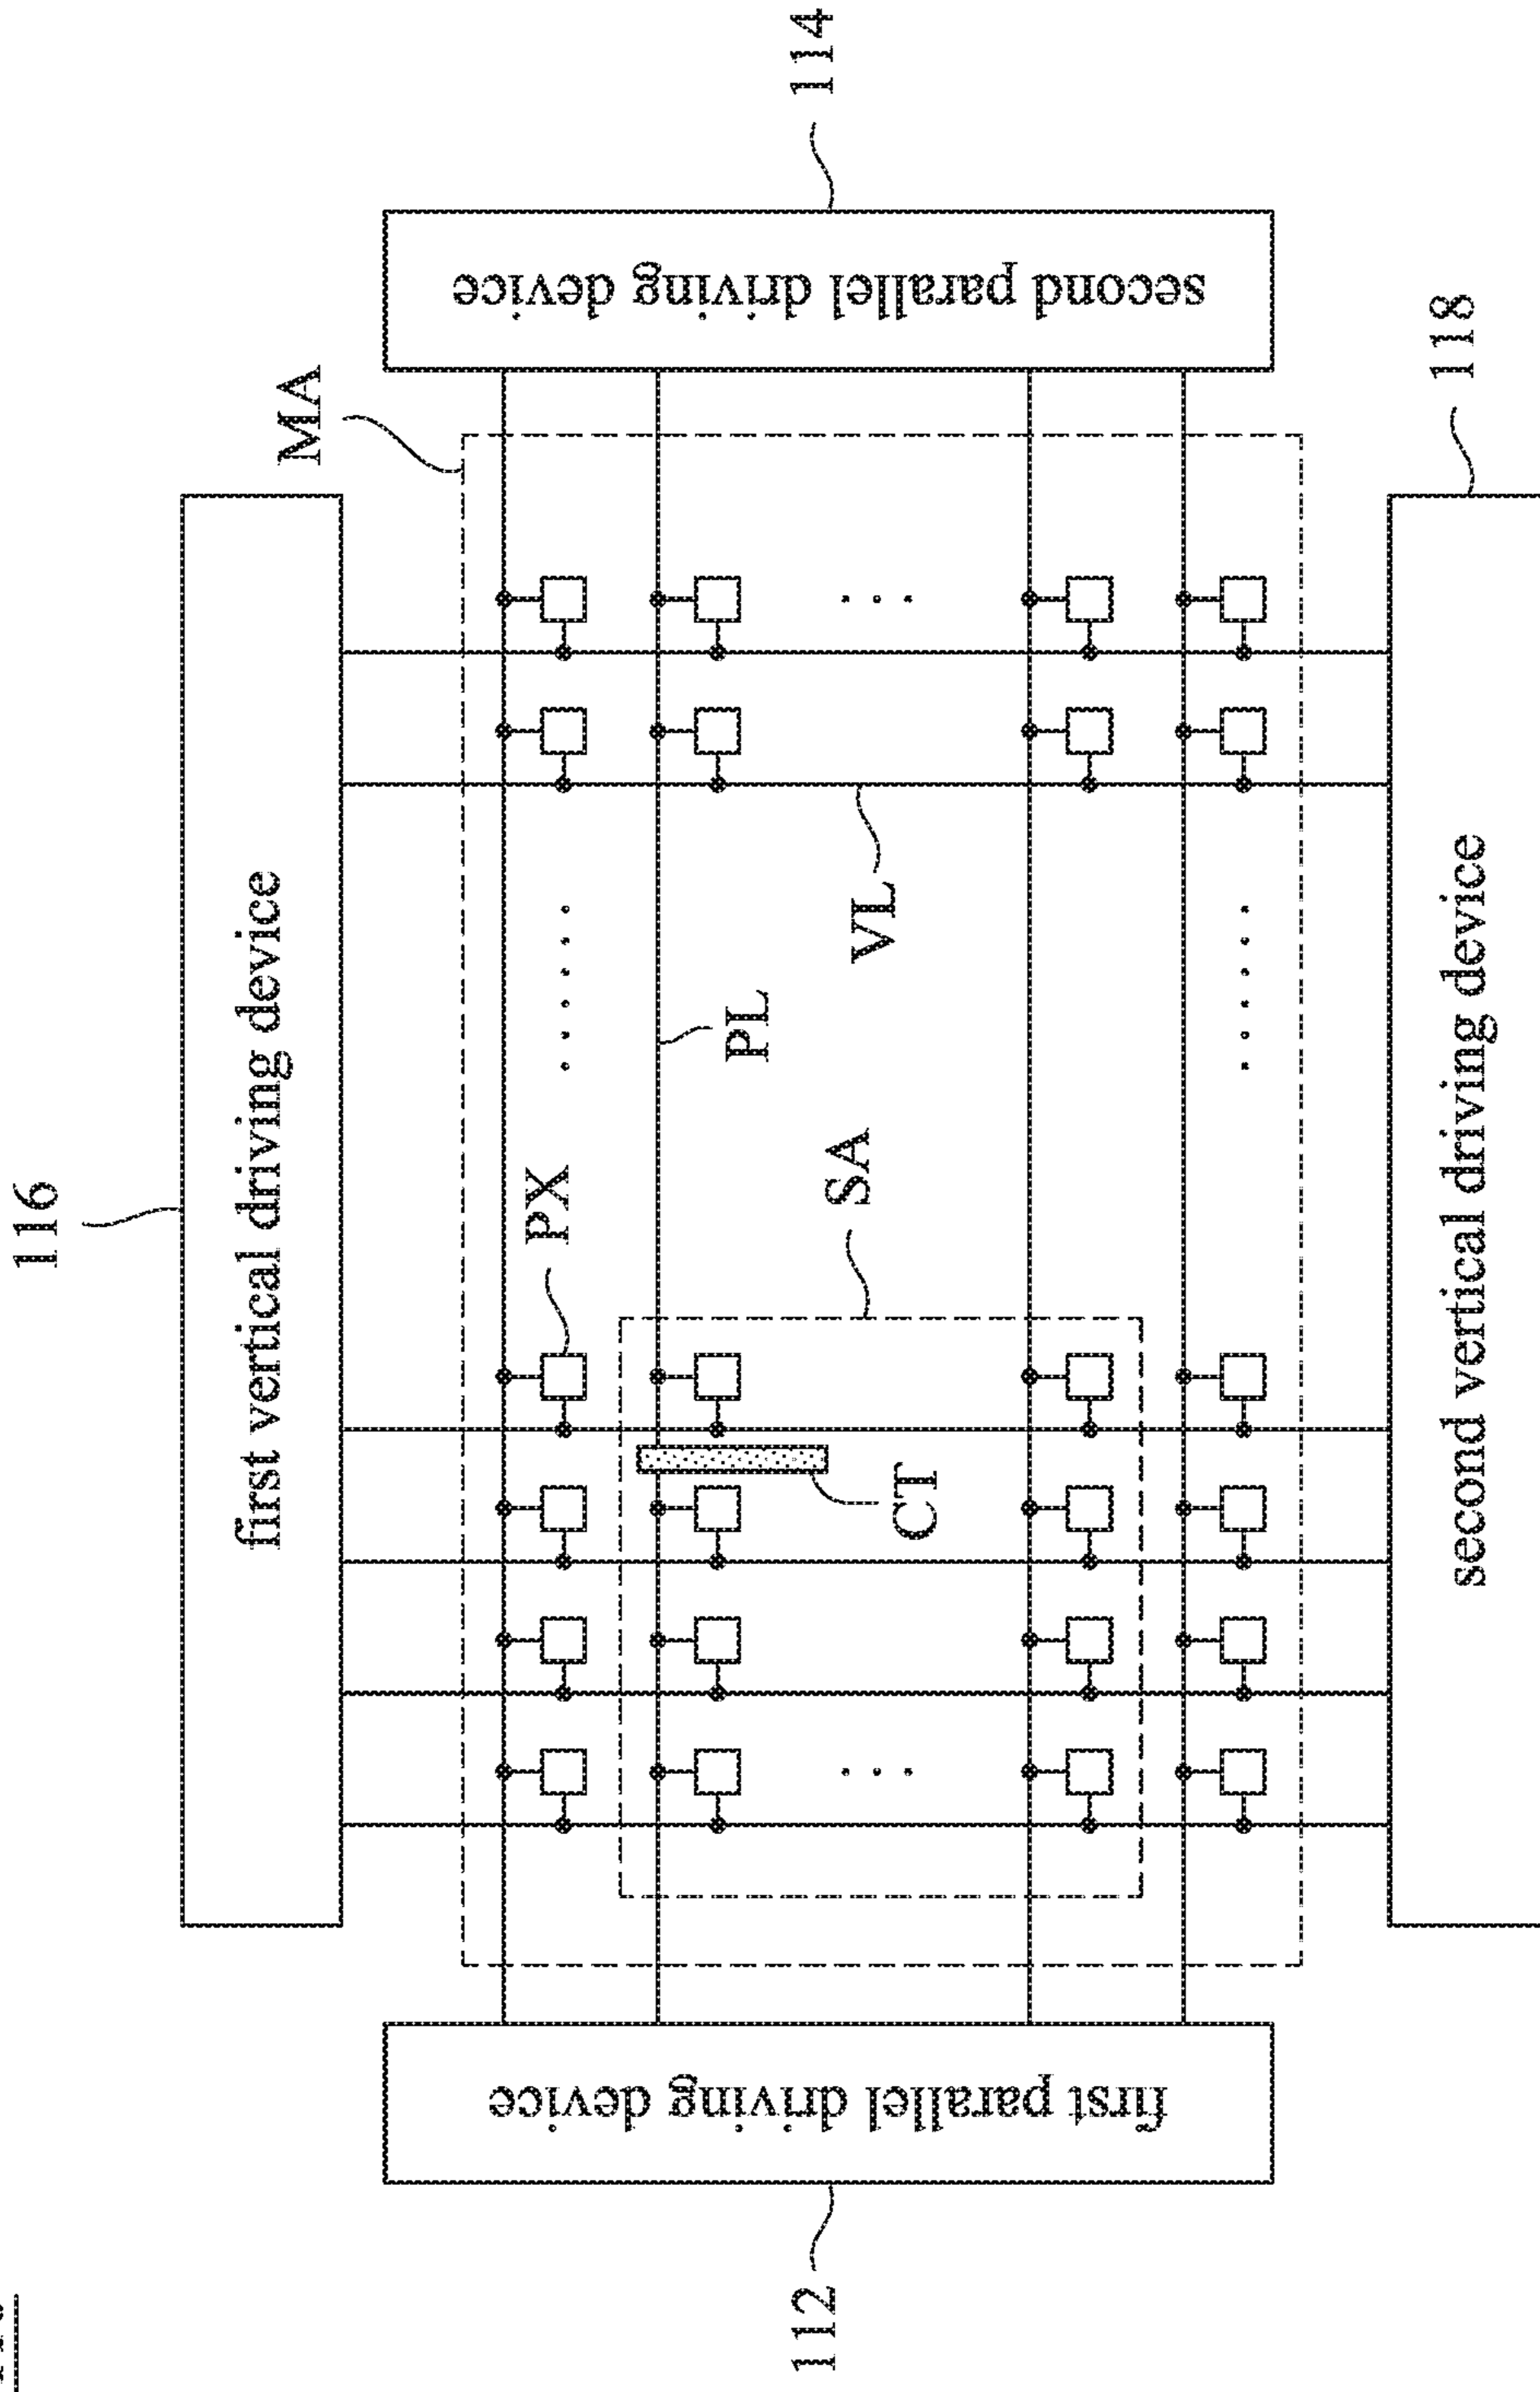 116
first vertical driving device
MA
PX
114
second parallel driving device
PL
VL
SA
CT
first parallel driving device
112
second vertical driving device
118